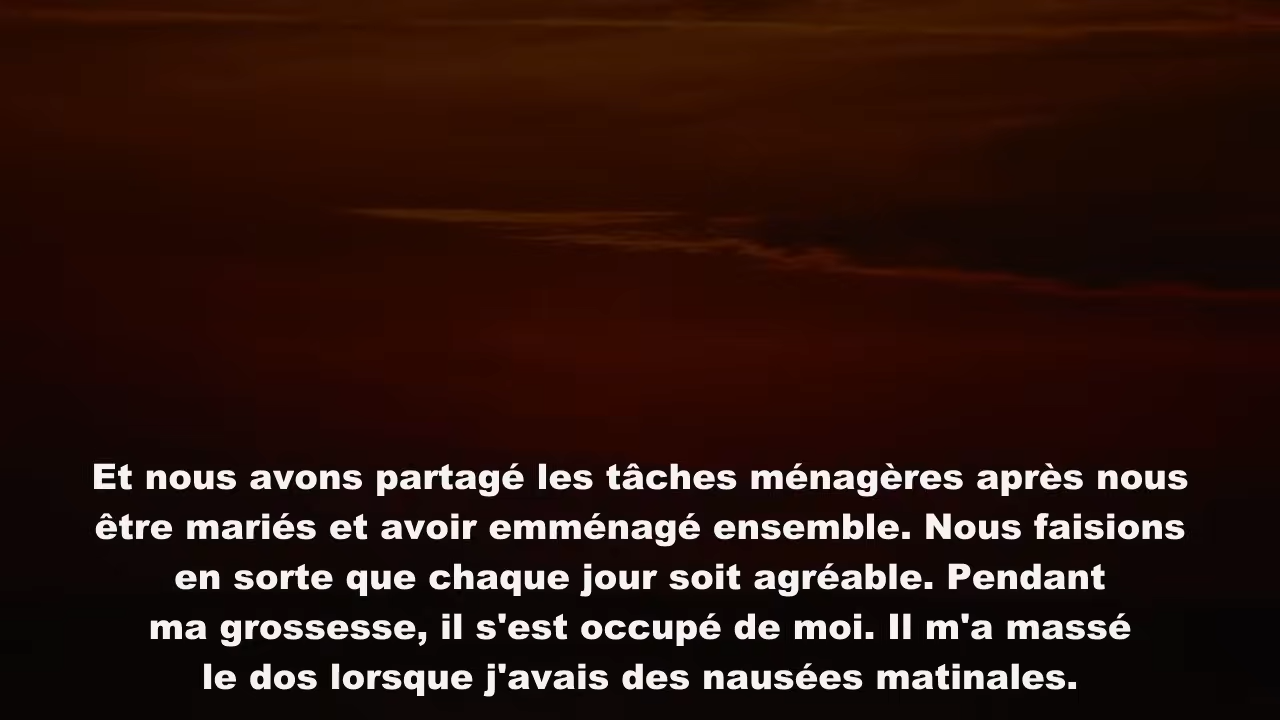 Et nous avons partagé les tâches ménagères après nous
être mariés et avoir emménagé ensemble. Nous faisions
en sorte que chaque jour soit agréable. Pendant
ma grossesse, il s'est occupé de moi. Il m'a massé
le dos lorsque j'avais des nausées matinales.